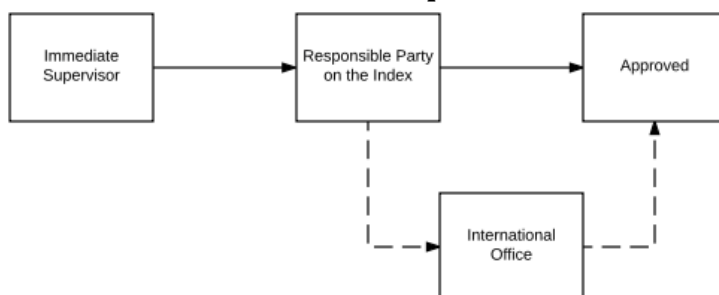 Immediate
Supervisor
Responsible Party
on the Index
Approved
International
Office